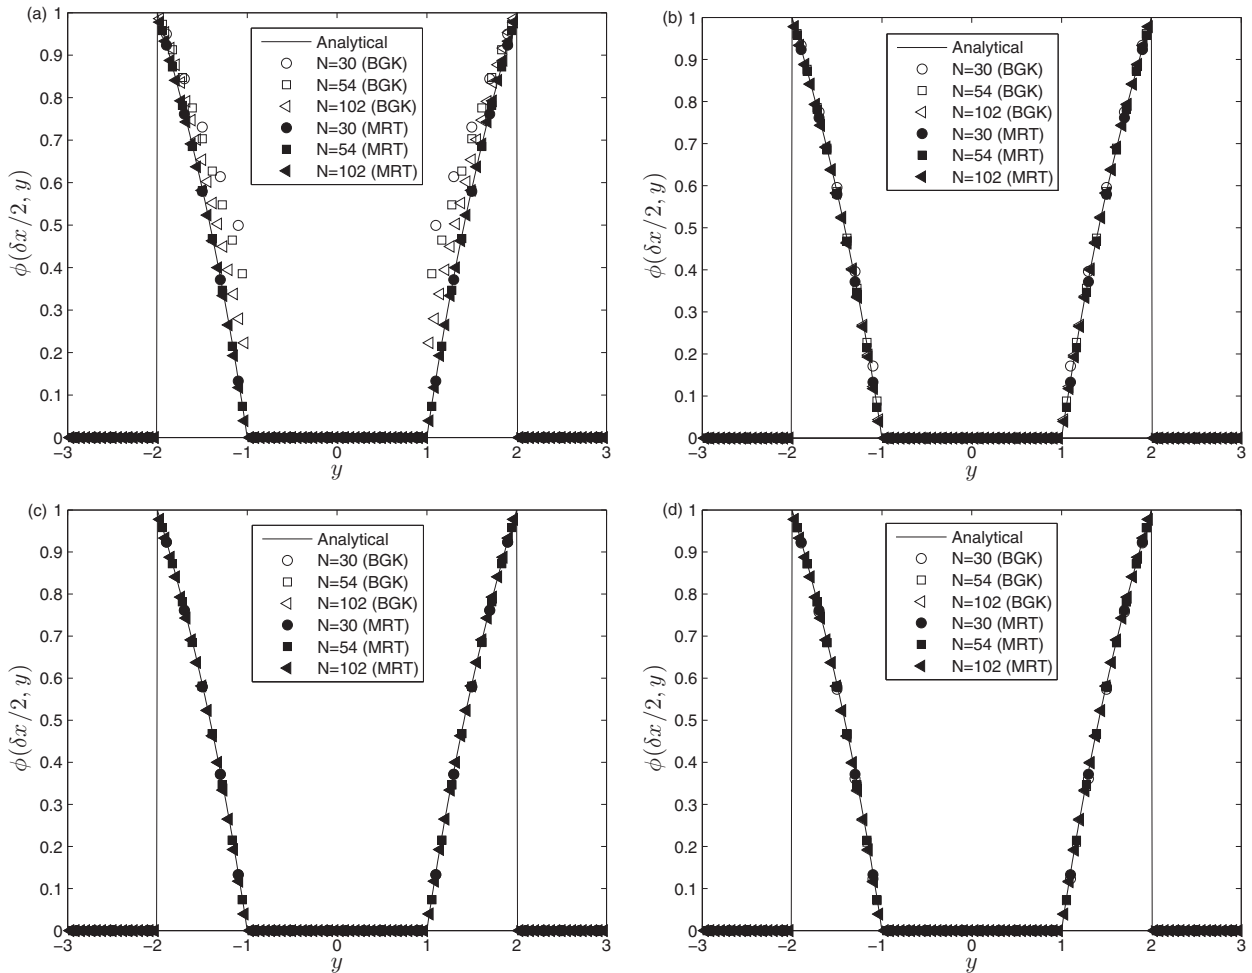 (a)
1
0.9
0.8
0.7
0.6
0.5
0.4
0.3
0.2
0.1
0
ϕ(δx/2, y)
Analytical
N=30 (BGK)
N=54 (BGK)
N=102 (BGK)
N=30 (MRT)
N=54 (MRT)
N=102 (MRT)
−3 −2 −1 0 1 2 3
y
(b)
1
0.9
0.8
0.7
0.6
0.5
0.4
0.3
0.2
0.1
0
ϕ(δx/2, y)
Analytical
N=30 (BGK)
N=54 (BGK)
N=102 (BGK)
N=30 (MRT)
N=54 (MRT)
N=102 (MRT)
−3 −2 −1 0 1 2 3
y
(c)
1
0.9
0.8
0.7
0.6
0.5
0.4
0.3
0.2
0.1
0
ϕ(δx/2, y)
Analytical
N=30 (BGK)
N=54 (BGK)
N=102 (BGK)
N=30 (MRT)
N=54 (MRT)
N=102 (MRT)
−3 −2 −1 0 1 2 3
y
(d)
1
0.9
0.8
0.7
0.6
0.5
0.4
0.3
0.2
0.1
0
ϕ(δx/2, y)
Analytical
N=30 (BGK)
N=54 (BGK)
N=102 (BGK)
N=30 (MRT)
N=54 (MRT)
N=102 (MRT)
−3 −2 −1 0 1 2 3
y